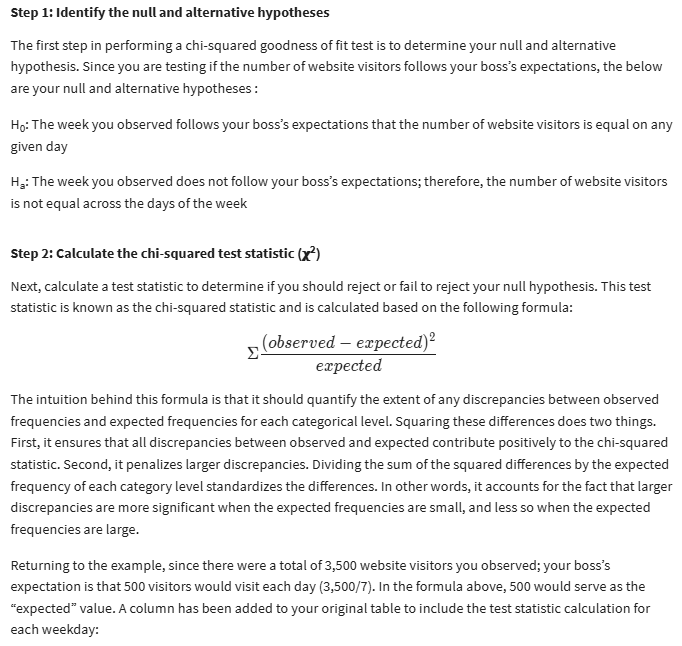 Step 1: Identify the null and alternative hypotheses
The first step in performing a chi-squared goodness of fit test is to determine your null and alternative
hypothesis. Since you are testing if the number of website visitors follows your boss’s expectations, the below
are your null and alternative hypotheses :
H₀: The week you observed follows your boss’s expectations that the number of website visitors is equal on any
given day
Hₐ: The week you observed does not follow your boss’s expectations; therefore, the number of website visitors
is not equal across the days of the week
Step 2: Calculate the chi-squared test statistic (χ²)
Next, calculate a test statistic to determine if you should reject or fail to reject your null hypothesis. This test
statistic is known as the chi-squared statistic and is calculated based on the following formula:
Σ (observed − expected)² / expected
The intuition behind this formula is that it should quantify the extent of any discrepancies between observed
frequencies and expected frequencies for each categorical level. Squaring these differences does two things.
First, it ensures that all discrepancies between observed and expected contribute positively to the chi-squared
statistic. Second, it penalizes larger discrepancies. Dividing the sum of the squared differences by the expected
frequency of each category level standardizes the differences. In other words, it accounts for the fact that larger
discrepancies are more significant when the expected frequencies are small, and less so when the expected
frequencies are large.
Returning to the example, since there were a total of 3,500 website visitors you observed; your boss’s
expectation is that 500 visitors would visit each day (3,500/7). In the formula above, 500 would serve as the
“expected” value. A column has been added to your original table to include the test statistic calculation for
each weekday: